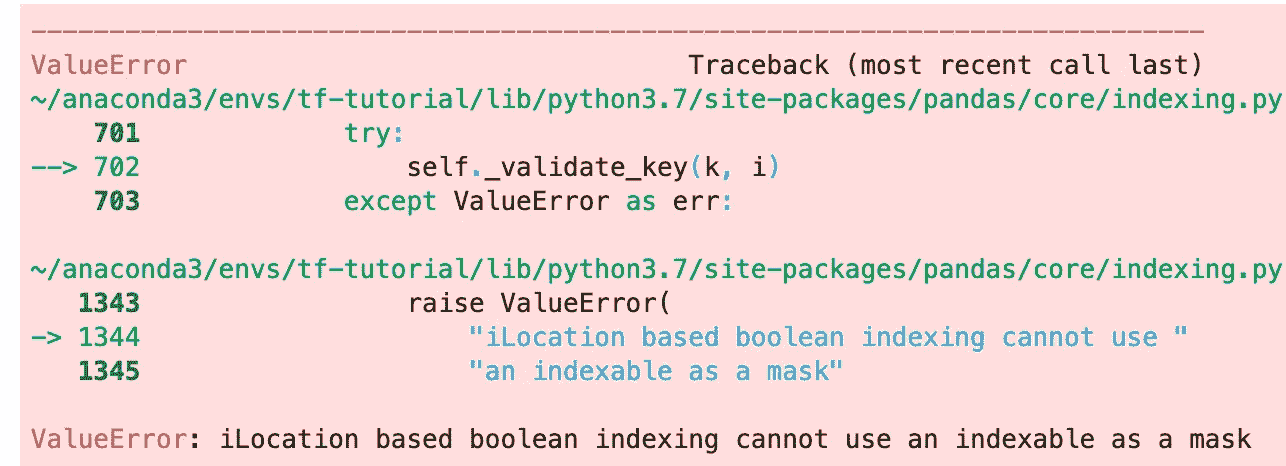 ---------------------------------------------------------------------------
ValueError                                Traceback (most recent call last)
~/anaconda3/envs/tf-tutorial/lib/python3.7/site-packages/pandas/core/indexing.py
    701             try:
--> 702                 self._validate_key(k, i)
    703             except ValueError as err:
~/anaconda3/envs/tf-tutorial/lib/python3.7/site-packages/pandas/core/indexing.py
   1343                 raise ValueError(
-> 1344                     "iLocation based boolean indexing cannot use "
   1345                     "an indexable as a mask"
ValueError: iLocation based boolean indexing cannot use an indexable as a mask